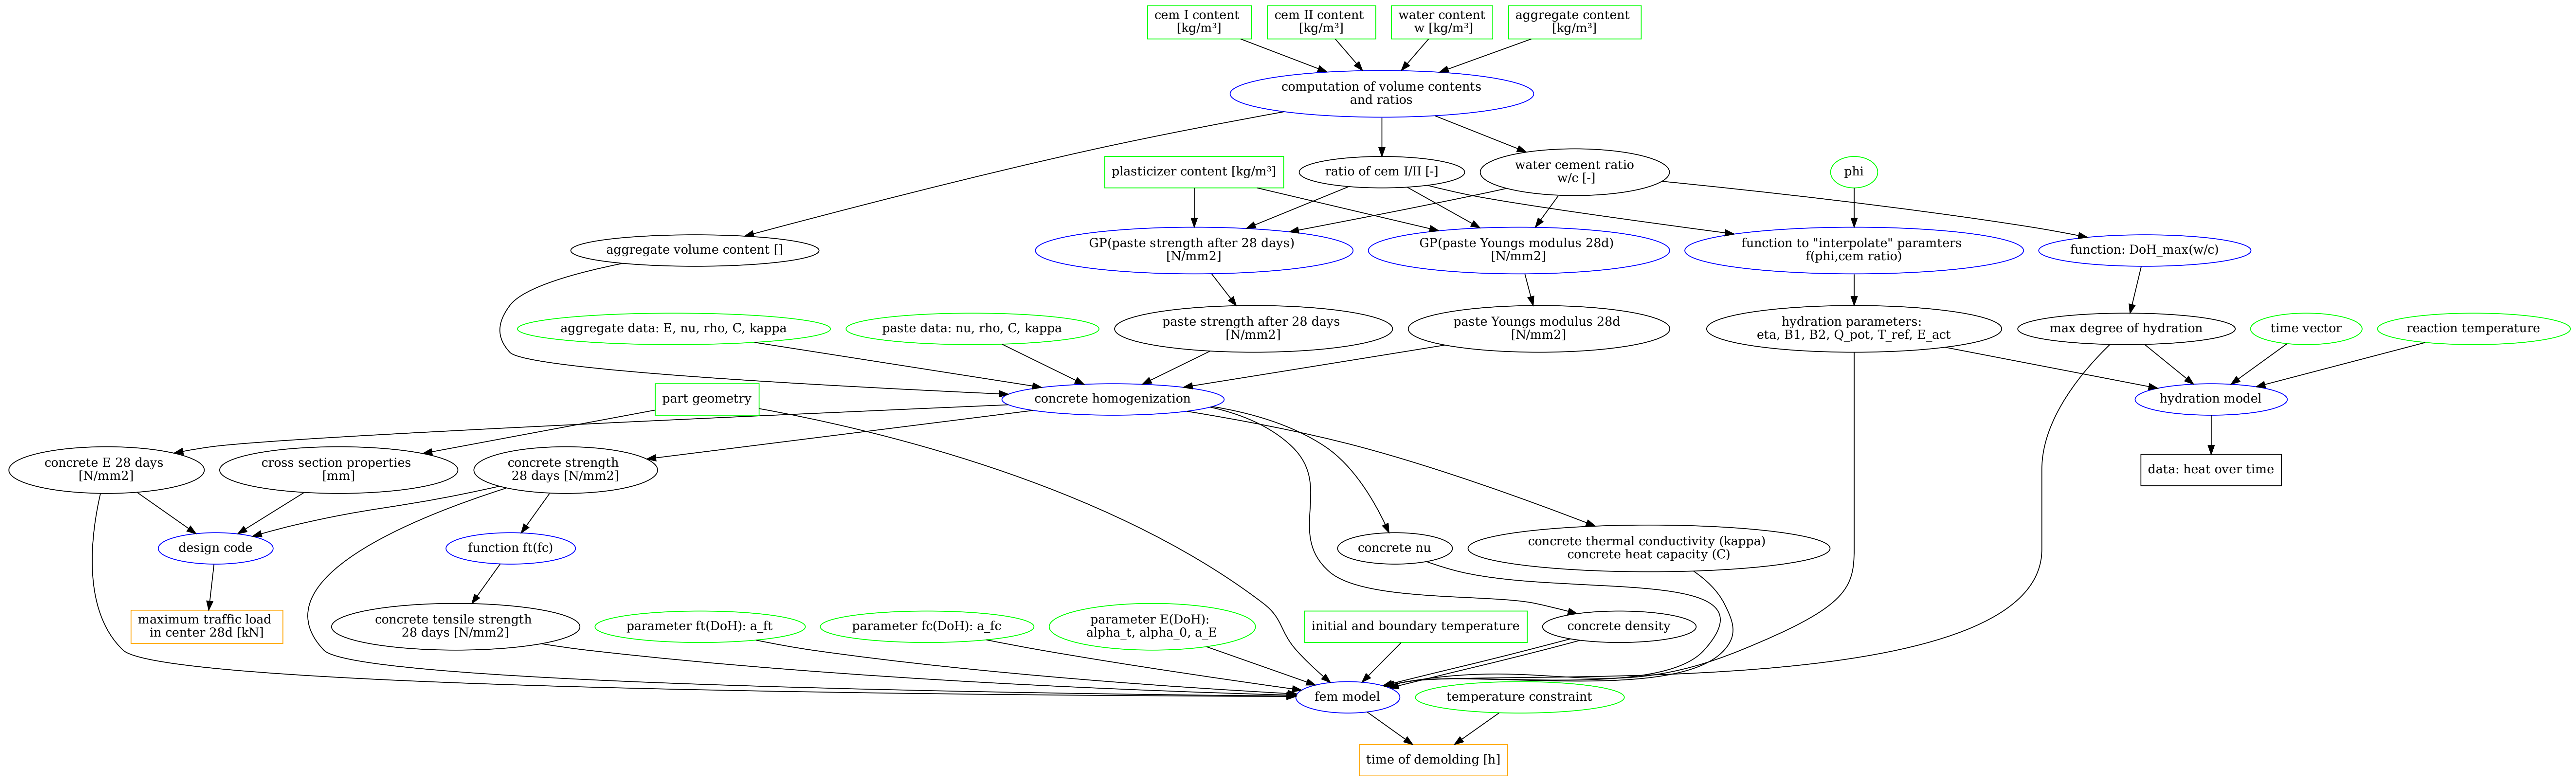 cem I content
[kg/m³]
cem II content
[kg/m³]
water content
w [kg/m³]
aggregate content
[kg/m³]
computation of volume contents
and ratios
plasticizer content [kg/m³]
ratio of cem I/II [-]
water cement ratio
w/c [-]
phi
aggregate volume content []
GP(paste strength after 28 days)
[N/mm2]
GP(paste Youngs modulus 28d)
[N/mm2]
function to "interpolate" paramters
f(phi,cem ratio)
function: DoH_max(w/c)
aggregate data: E, nu, rho, C, kappa
paste data: nu, rho, C, kappa
paste strength after 28 days
[N/mm2]
paste Youngs modulus 28d
[N/mm2]
hydration parameters:
eta, B1, B2, Q_pot, T_ref, E_act
max degree of hydration
time vector
reaction temperature
part geometry
concrete homogenization
hydration model
concrete E 28 days
[N/mm2]
cross section properties
[mm]
concrete strength
28 days [N/mm2]
data: heat over time
design code
function ft(fc)
concrete nu
concrete thermal conductivity (kappa)
concrete heat capacity (C)
maximum traffic load
in center 28d [kN]
concrete tensile strength
28 days [N/mm2]
parameter ft(DoH): a_ft
parameter fc(DoH): a_fc
parameter E(DoH):
alpha_t, alpha_0, a_E
initial and boundary temperature
concrete density
fem model
temperature constraint
time of demolding [h]